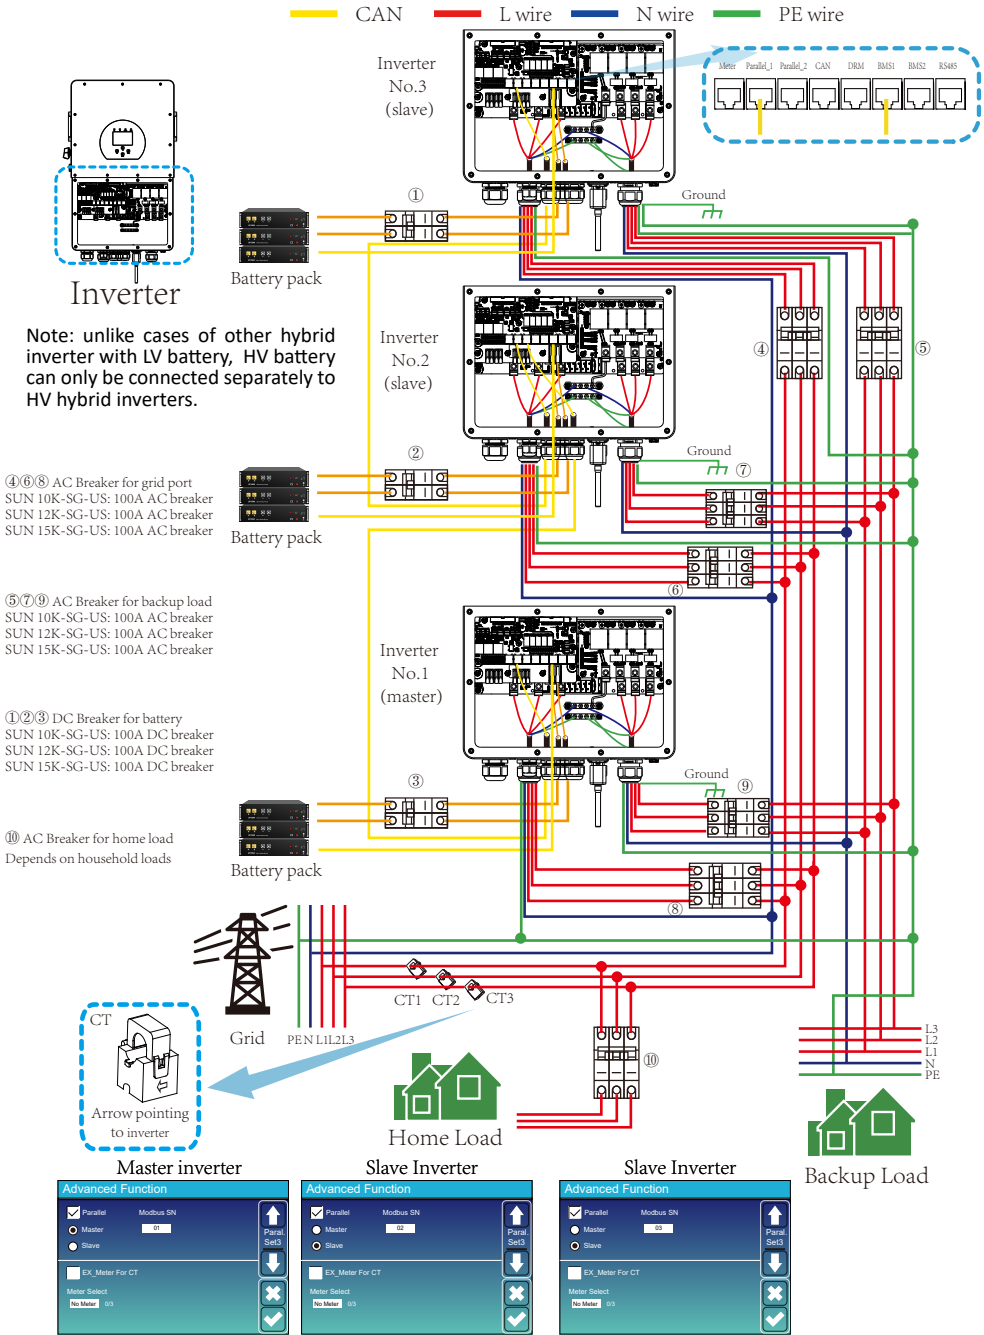 CAN L wire N wire PE wire
Inverter
No.3
(slave)
Meter Parallel_1 Parallel_2 CAN DRM BMS1 BMS2 RS485
①
Ground
Battery pack
Inverter
Note: unlike cases of other hybrid
inverter with LV battery, HV battery
can only be connected separately to
HV hybrid inverters.
Inverter
No.2
(slave)
④
⑤
②
Ground
⑦
Battery pack
④⑥⑧ AC Breaker for grid port
SUN 10K-SG-US: 100A AC breaker
SUN 12K-SG-US: 100A AC breaker
SUN 15K-SG-US: 100A AC breaker
⑥
⑤⑦⑨ AC Breaker for backup load
SUN 10K-SG-US: 100A AC breaker
SUN 12K-SG-US: 100A AC breaker
SUN 15K-SG-US: 100A AC breaker
Inverter
No.1
(master)
①②③ DC Breaker for battery
SUN 10K-SG-US: 100A DC breaker
SUN 12K-SG-US: 100A DC breaker
SUN 15K-SG-US: 100A DC breaker
③
Ground
⑨
⑩ AC Breaker for home load
Depends on household loads
Battery pack
⑧
CT1 CT2 CT3
Grid
PE N L1 L2 L3
CT
Arrow pointing
to inverter
⑩
L3
L2
L1
N
PE
Home Load
Backup Load
Master inverter
Advanced Function
Parallel Modbus SN
Master 01
Slave
Paral.
Set3
EX_Meter For CT
Meter Select
No Meter 0/3
Slave Inverter
Advanced Function
Parallel Modbus SN
Master 02
Slave
Paral.
Set3
EX_Meter For CT
Meter Select
No Meter 0/3
Slave Inverter
Advanced Function
Parallel Modbus SN
Master 03
Slave
Paral.
Set3
EX_Meter For CT
Meter Select
No Meter 0/3